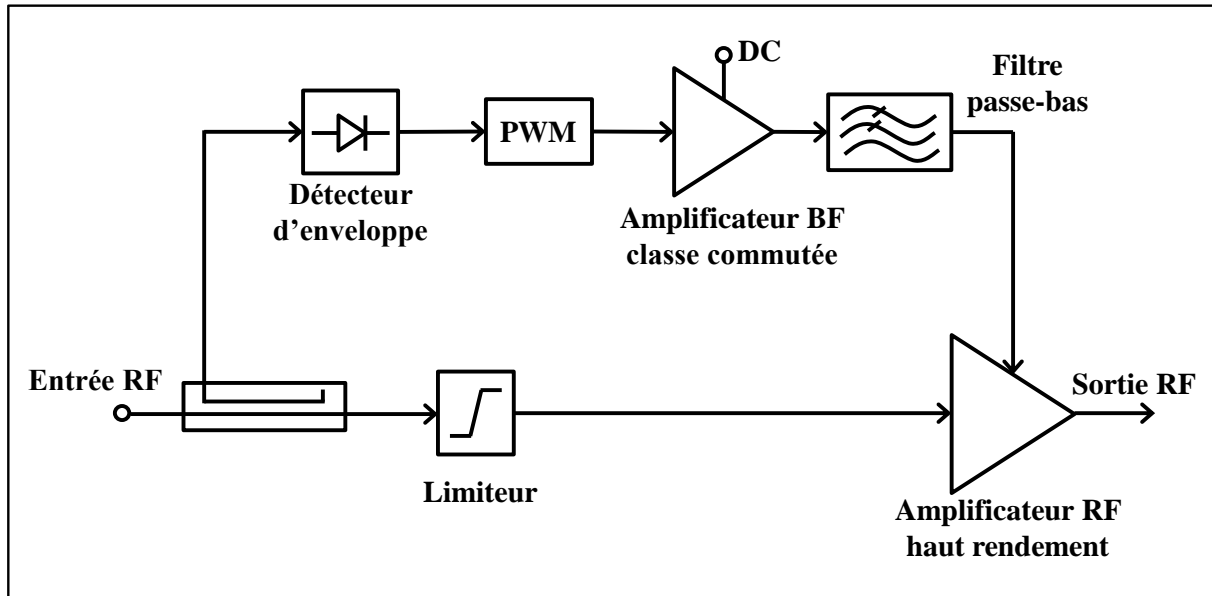 DC
Filtre
passe-bas
PWM
Détecteur
d’enveloppe
Amplificateur BF
classe commutée
Entrée RF
Sortie RF
Limiteur
Amplificateur RF
haut rendement